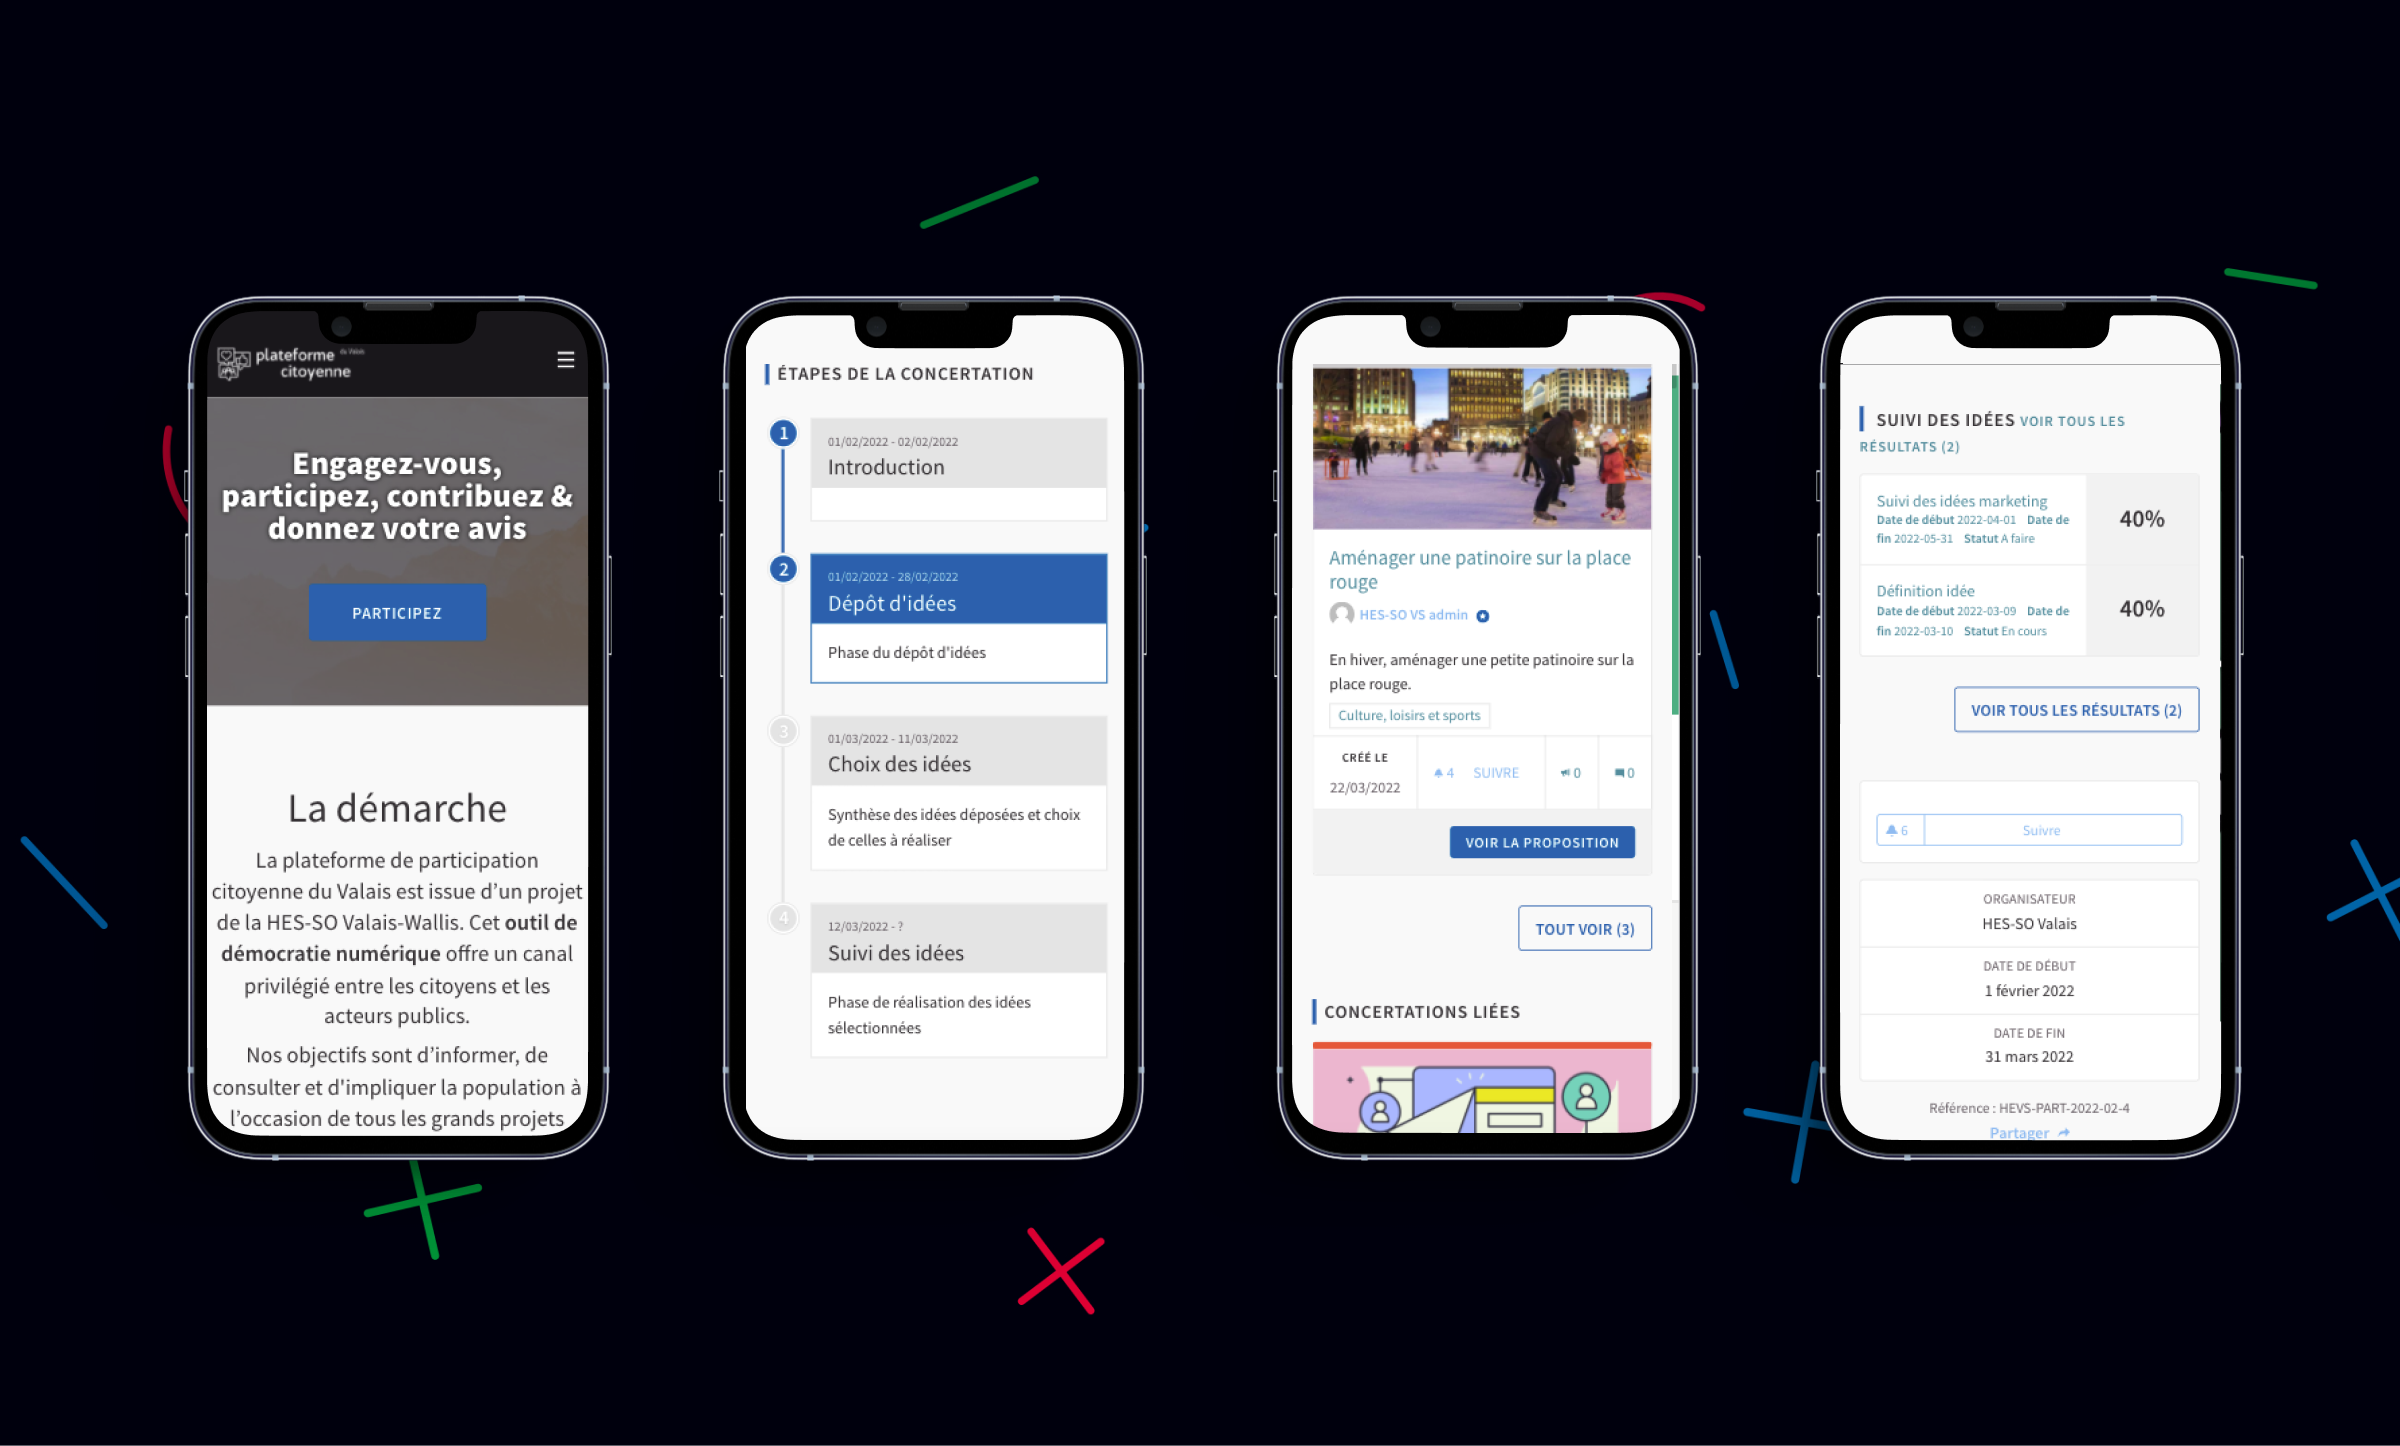 plateforme
du Valais
citoyenne
Engagez-vous,
participez, contribuez &
donnez votre avis
PARTICIPEZ
La démarche
La plateforme de participation
citoyenne du Valais est issue d’un projet
de la HES-SO Valais-Wallis. Cet outil de
démocratie numérique offre un canal
privilégié entre les citoyens et les
acteurs publics.
Nos objectifs sont d’informer, de
consulter et d'impliquer la population à
l’occasion de tous les grands projets
ÉTAPES DE LA CONCERTATION
1
01/02/2022 - 02/02/2022
Introduction
2
01/02/2022 - 28/02/2022
Dépôt d'idées
Phase du dépôt d'idées
3
01/03/2022 - 11/03/2022
Choix des idées
Synthèse des idées déposées et choix
de celles à réaliser
4
12/03/2022 - ?
Suivi des idées
Phase de réalisation des idées
sélectionnées
Aménager une patinoire sur la place
rouge
HES-SO VS admin
En hiver, aménager une petite patinoire sur la
place rouge.
Culture, loisirs et sports
CRÉÉ LE
22/03/2022
4 SUIVRE
0
0
VOIR LA PROPOSITION
TOUT VOIR (3)
CONCERTATIONS LIÉES
SUIVI DES IDÉES VOIR TOUS LES
RÉSULTATS (2)
Suivi des idées marketing
Date de début 2022-04-01 Date de
fin 2022-05-31 Statut A faire
40%
Définition idée
Date de début 2022-03-09 Date de
fin 2022-03-10 Statut En cours
40%
VOIR TOUS LES RÉSULTATS (2)
6 Suivre
ORGANISATEUR
HES-SO Valais
DATE DE DÉBUT
1 février 2022
DATE DE FIN
31 mars 2022
Référence : HEVS-PART-2022-02-4
Partager